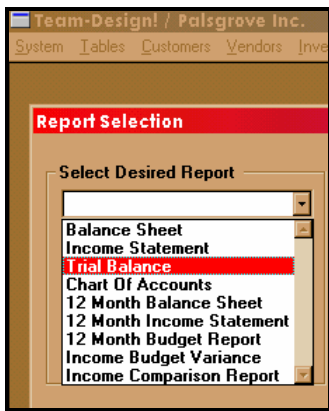 Team-Design! / Palsgrove Inc.
System Tables Customers Vendors Inve
Report Selection
Select Desired Report
Balance Sheet
Income Statement
Trial Balance
Chart Of Accounts
12 Month Balance Sheet
12 Month Income Statement
12 Month Budget Report
Income Budget Variance
Income Comparison Report